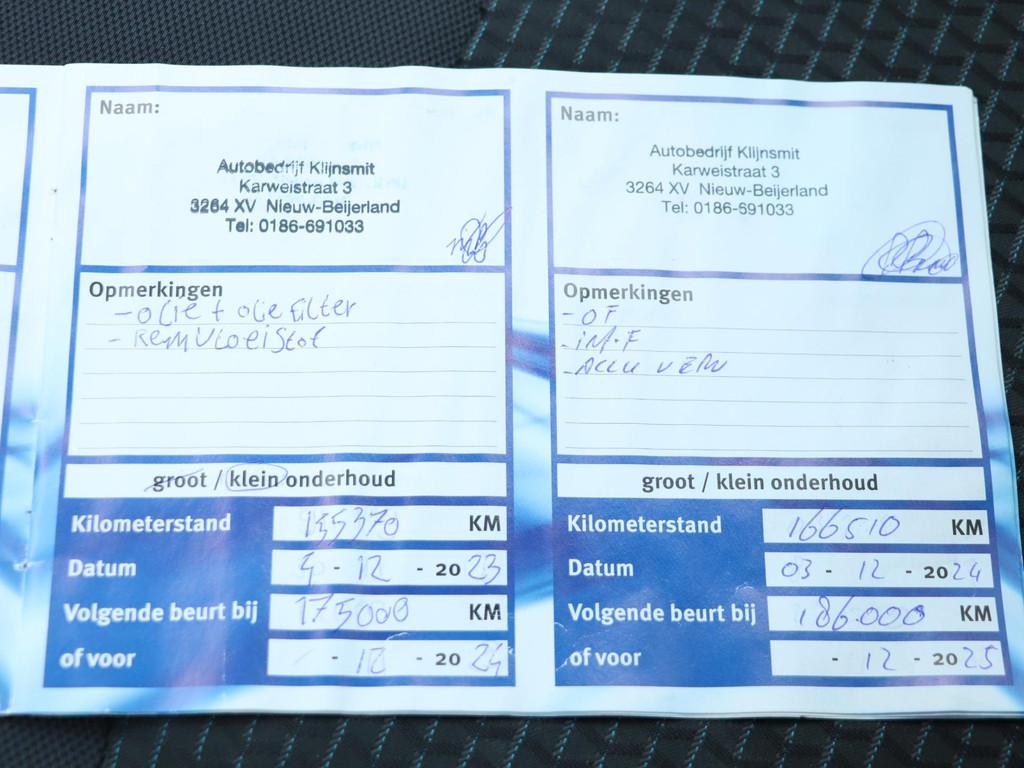 Naam:
Autobedrijf Klijnsmit
Karweistraat 3
3264 XV Nieuw-Beijerland
Tel: 0186-691033
Opmerkingen
- olie + olie filter
- Remvloeistof
groot / klein onderhoud
Kilometerstand 155370 KM
Datum - 12 - 2023
Volgende beurt bij 175000 KM
of voor - 12 - 2024
Naam:
Autobedrijf Klijnsmit
Karweistraat 3
3264 XV Nieuw-Beijerland
Tel: 0186-691033
Opmerkingen
- OF
- iM.F
- ACCU VERV
groot / klein onderhoud
Kilometerstand 166510 KM
Datum 03 - 12 - 2024
Volgende beurt bij 186.000 KM
of voor - 12 - 2025